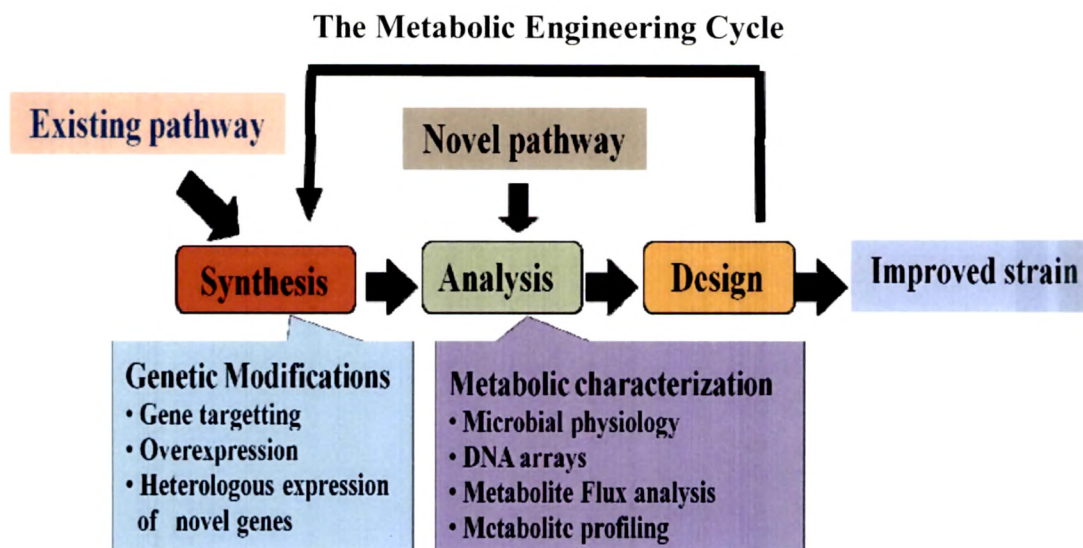 The Metabolic Engineering Cycle
Existing pathway
Novel pathway
Synthesis
Analysis
Design
Improved strain
Genetic Modifications
• Gene targetting
• Overexpression
• Heterologous expression
of novel genes
Metabolic characterization
• Microbial physiology
• DNA arrays
• Metabolite Flux analysis
• Metabolite profiling